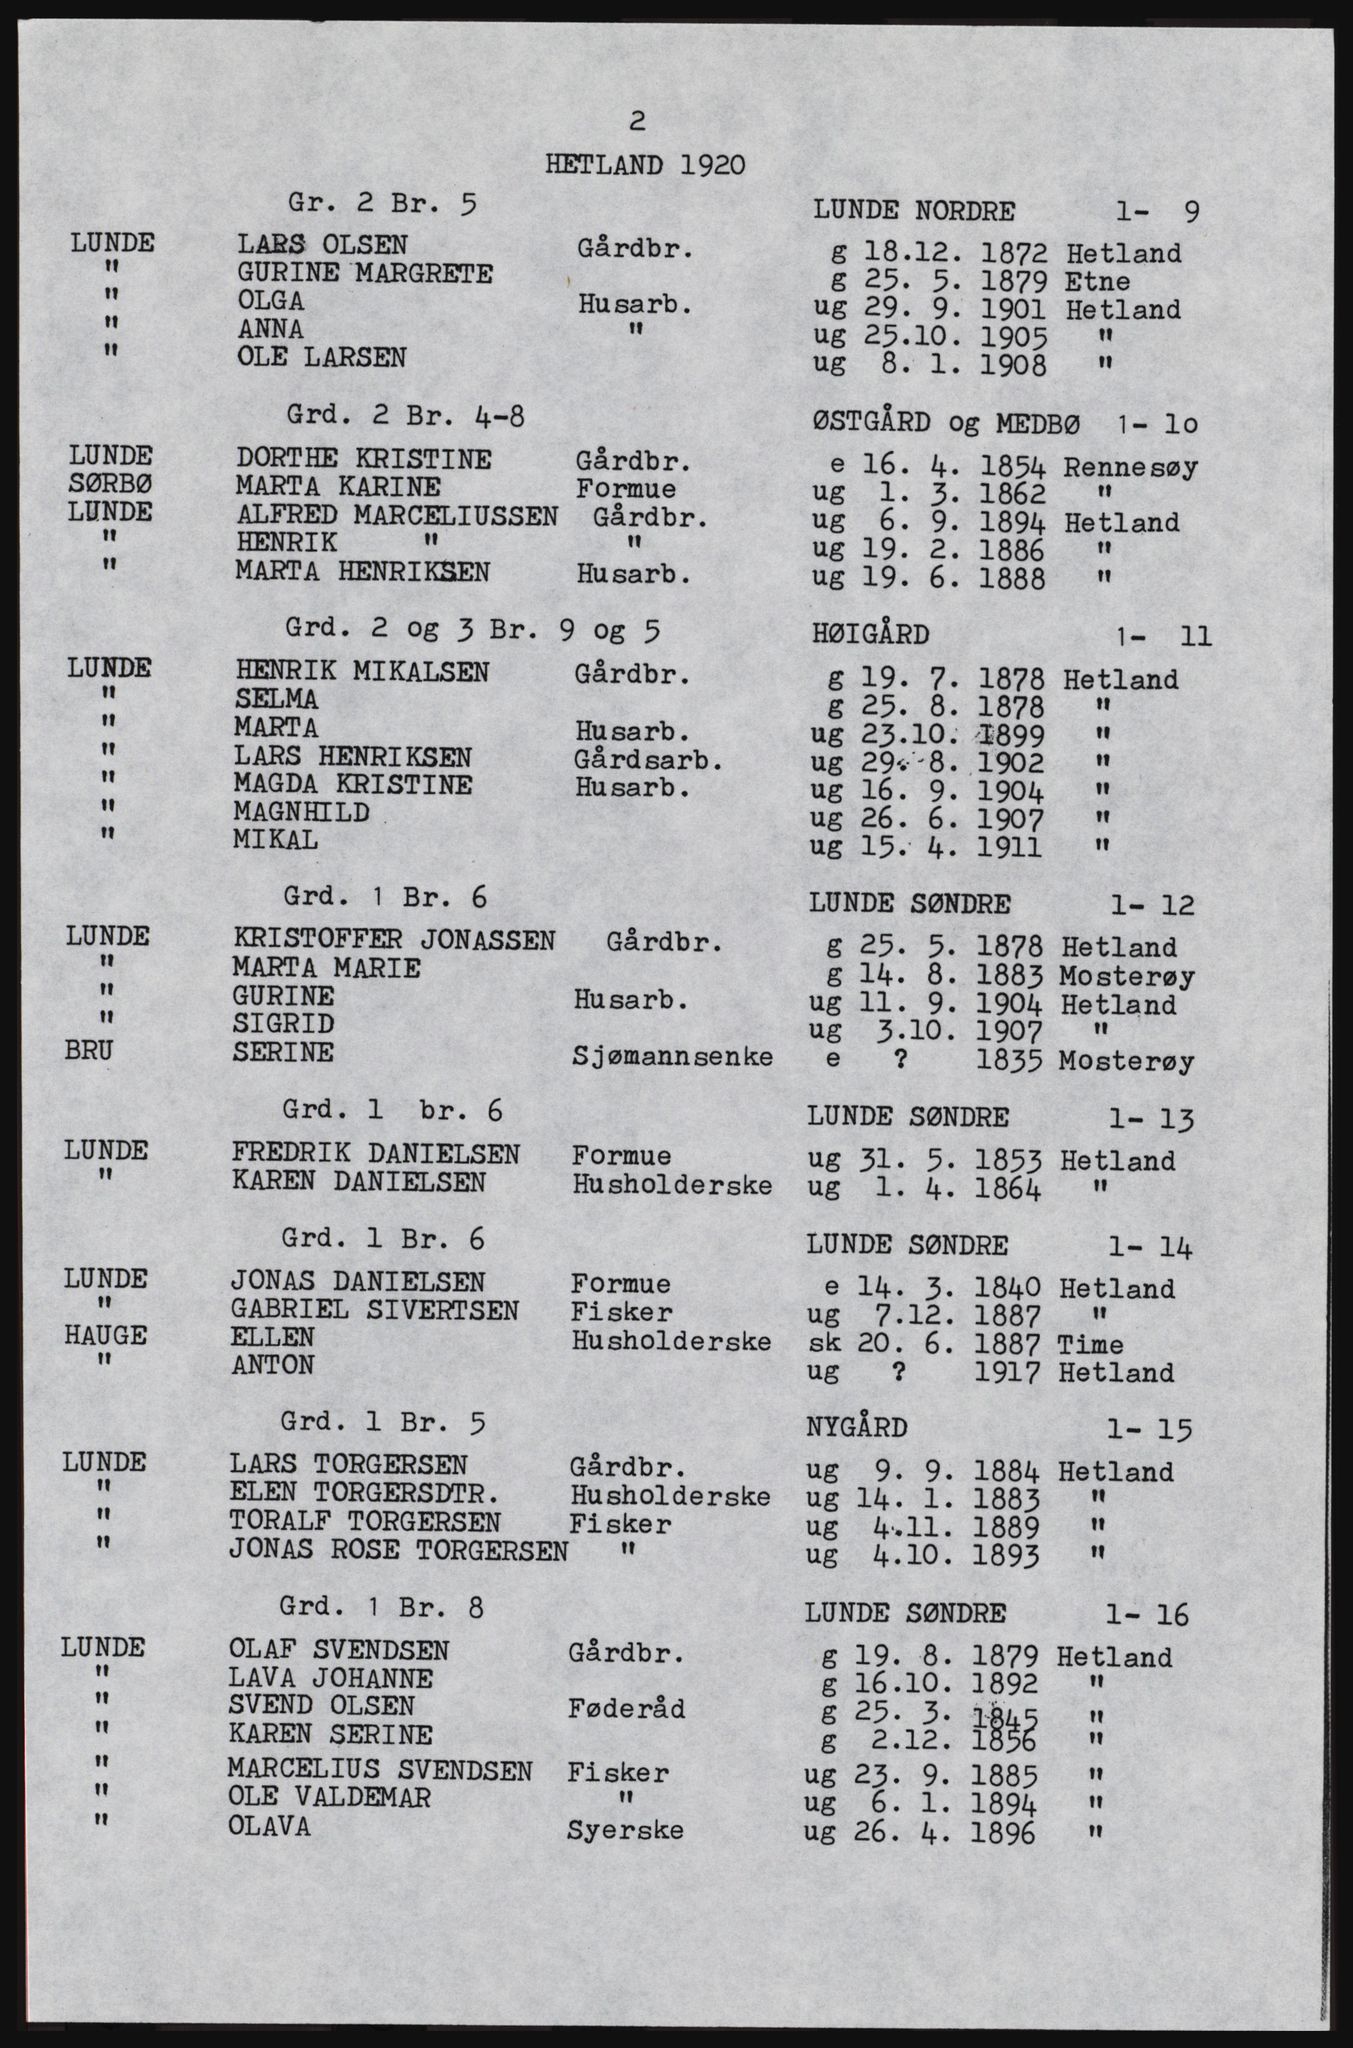 2
HETLAND 1920
Gr. 2 Br. 5 LUNDE NORDRE 1- 9
LUNDE LARS OLSEN Gårdbr. g 18.12. 1872 Hetland
" GURINE MARGRETE g 25. 5. 1879 Etne
" OLGA Husarb. ug 29. 9. 1901 Hetland
" ANNA " ug 25.10. 1905 "
" OLE LARSEN ug 8. 1. 1908 "
Grd. 2 Br. 4-8 ØSTGÅRD og MEDBØ 1- 1o
LUNDE DORTHE KRISTINE Gårdbr. e 16. 4. 1854 Rennesøy
SØRBØ MARTA KARINE Formue ug 1. 3. 1862 "
LUNDE ALFRED MARCELIUSSEN Gårdbr. ug 6. 9. 1894 Hetland
" HENRIK " " ug 19. 2. 1886 "
" MARTA HENRIKSEN Husarb. ug 19. 6. 1888 "
Grd. 2 og 3 Br. 9 og 5 HØIGÅRD 1- 11
LUNDE HENRIK MIKALSEN Gårdbr. g 19. 7. 1878 Hetland
" SELMA g 25. 8. 1878 "
" MARTA Husarb. ug 23.10. 1899 "
" LARS HENRIKSEN Gårdsarb. ug 29. 8. 1902 "
" MAGDA KRISTINE Husarb. ug 16. 9. 1904 "
" MAGNHILD ug 26. 6. 1907 "
" MIKAL ug 15. 4. 1911 "
Grd. 1 Br. 6 LUNDE SØNDRE 1- 12
LUNDE KRISTOFFER JONASSEN Gårdbr. g 25. 5. 1878 Hetland
" MARTA MARIE g 14. 8. 1883 Mosterøy
" GURINE Husarb. ug 11. 9. 1904 Hetland
" SIGRID ug 3.10. 1907 "
BRU SERINE Sjømannsenke e ? 1835 Mosterøy
Grd. 1 br. 6 LUNDE SØNDRE 1- 13
LUNDE FREDRIK DANIELSEN Formue ug 31. 5. 1853 Hetland
" KAREN DANIELSEN Husholderske ug 1. 4. 1864 "
Grd. 1 Br. 6 LUNDE SØNDRE 1- 14
LUNDE JONAS DANIELSEN Formue e 14. 3. 1840 Hetland
" GABRIEL SIVERTSEN Fisker ug 7.12. 1887 "
HAUGE ELLEN Husholderske sk 20. 6. 1887 Time
" ANTON ug ? 1917 Hetland
Grd. 1 Br. 5 NYGÅRD 1- 15
LUNDE LARS TORGERSEN Gårdbr. ug 9. 9. 1884 Hetland
" ELEN TORGERSDTR. Husholderske ug 14. 1. 1883 "
" TORALF TORGERSEN Fisker ug 4.11. 1889 "
" JONAS ROSE TORGERSEN " ug 4.10. 1893 "
Grd. 1 Br. 8 LUNDE SØNDRE 1- 16
LUNDE OLAF SVENDSEN Gårdbr. g 19. 8. 1879 Hetland
" LAVA JOHANNE g 16.10. 1892 "
" SVEND OLSEN Føderåd g 25. 3. 1845 "
" KAREN SERINE g 2.12. 1856 "
" MARCELIUS SVENDSEN Fisker ug 23. 9. 1885 "
" OLE VALDEMAR " ug 6. 1. 1894 "
" OLAVA Syerske ug 26. 4. 1896 "